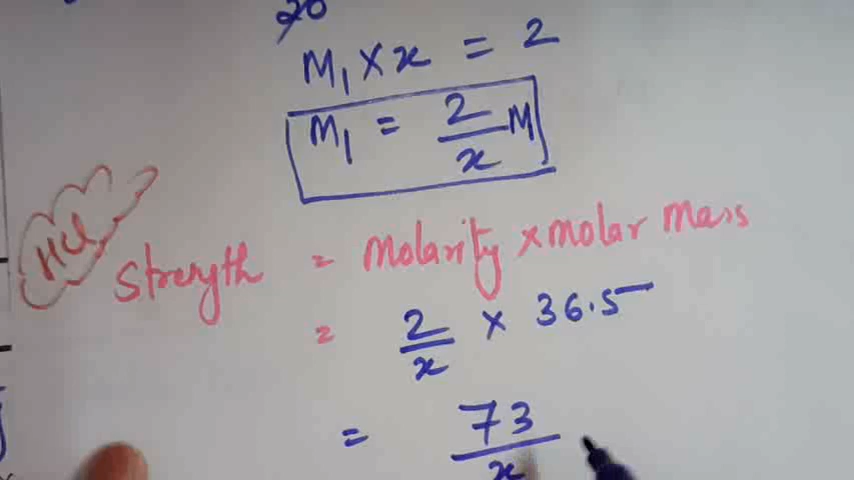 20
M₁ × x = 2
M₁ = 2/x M
HCl
Strength = Molarity × molar mass
= 2/x × 36.5
= 73/x